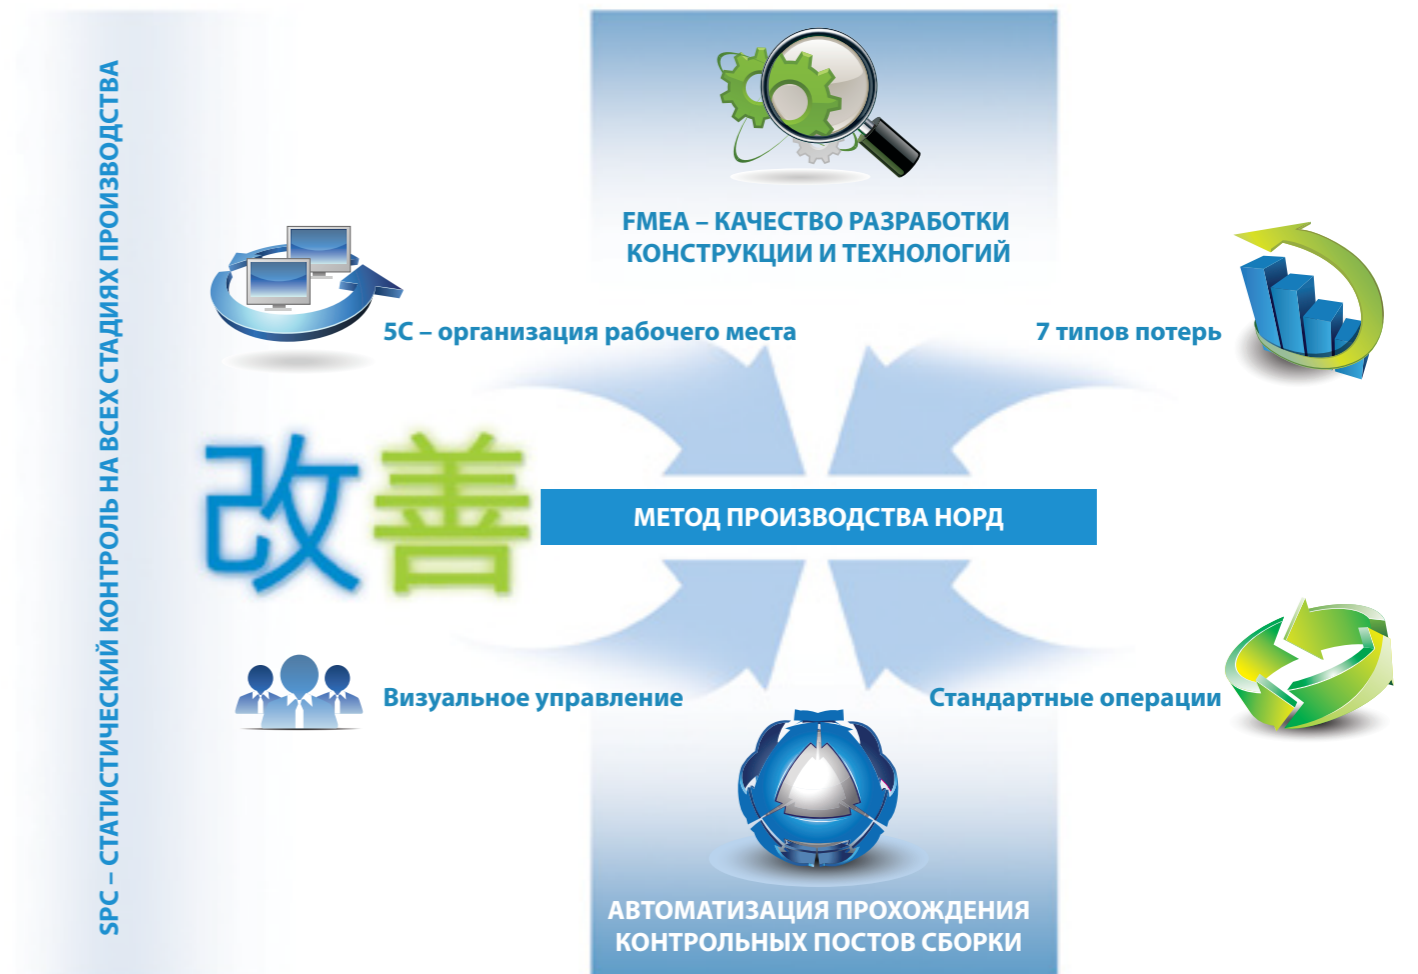 SPC – СТАТИСТИЧЕСКИЙ КОНТРОЛЬ НА ВСЕХ СТАДИЯХ ПРОИЗВОДСТВА
FMEA – КАЧЕСТВО РАЗРАБОТКИ
КОНСТРУКЦИИ И ТЕХНОЛОГИЙ
5С – организация рабочего места
7 типов потерь
改善
МЕТОД ПРОИЗВОДСТВА НОРД
Визуальное управление
Стандартные операции
АВТОМАТИЗАЦИЯ ПРОХОЖДЕНИЯ
КОНТРОЛЬНЫХ ПОСТОВ СБОРКИ